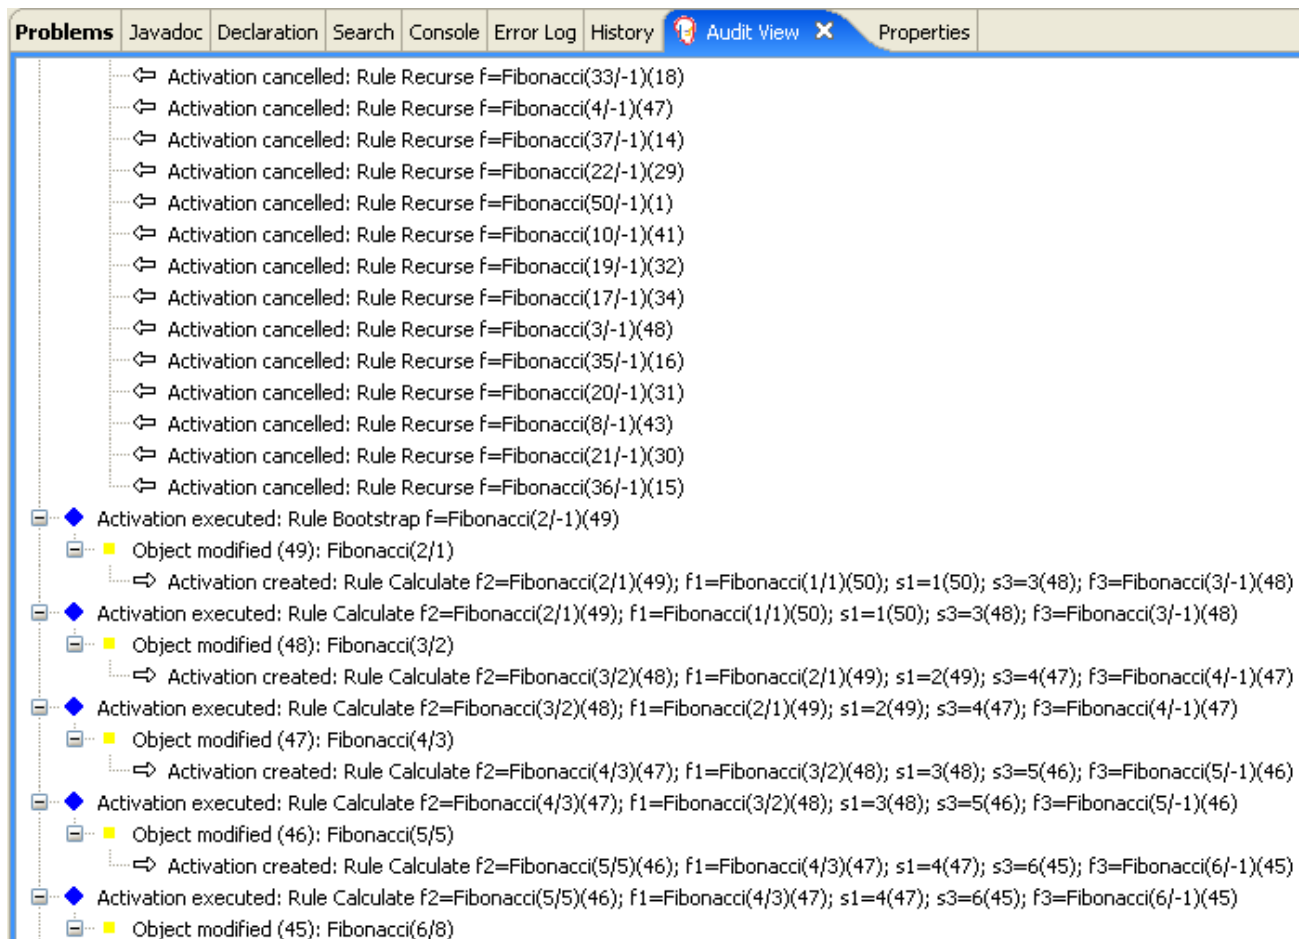 Problems Javadoc Declaration Search Console Error Log History Audit View Properties
Activation cancelled: Rule Recurse f=Fibonacci(33/-1)(18)
Activation cancelled: Rule Recurse f=Fibonacci(4/-1)(47)
Activation cancelled: Rule Recurse f=Fibonacci(37/-1)(14)
Activation cancelled: Rule Recurse f=Fibonacci(22/-1)(29)
Activation cancelled: Rule Recurse f=Fibonacci(50/-1)(1)
Activation cancelled: Rule Recurse f=Fibonacci(10/-1)(41)
Activation cancelled: Rule Recurse f=Fibonacci(19/-1)(32)
Activation cancelled: Rule Recurse f=Fibonacci(17/-1)(34)
Activation cancelled: Rule Recurse f=Fibonacci(3/-1)(48)
Activation cancelled: Rule Recurse f=Fibonacci(35/-1)(16)
Activation cancelled: Rule Recurse f=Fibonacci(20/-1)(31)
Activation cancelled: Rule Recurse f=Fibonacci(8/-1)(43)
Activation cancelled: Rule Recurse f=Fibonacci(21/-1)(30)
Activation cancelled: Rule Recurse f=Fibonacci(36/-1)(15)
Activation executed: Rule Bootstrap f=Fibonacci(2/-1)(49)
Object modified (49): Fibonacci(2/1)
Activation created: Rule Calculate f2=Fibonacci(2/1)(49); f1=Fibonacci(1/1)(50); s1=1(50); s3=3(48); f3=Fibonacci(3/-1)(48)
Activation executed: Rule Calculate f2=Fibonacci(2/1)(49); f1=Fibonacci(1/1)(50); s1=1(50); s3=3(48); f3=Fibonacci(3/-1)(48)
Object modified (48): Fibonacci(3/2)
Activation created: Rule Calculate f2=Fibonacci(3/2)(48); f1=Fibonacci(2/1)(49); s1=2(49); s3=4(47); f3=Fibonacci(4/-1)(47)
Activation executed: Rule Calculate f2=Fibonacci(3/2)(48); f1=Fibonacci(2/1)(49); s1=2(49); s3=4(47); f3=Fibonacci(4/-1)(47)
Object modified (47): Fibonacci(4/3)
Activation created: Rule Calculate f2=Fibonacci(4/3)(47); f1=Fibonacci(3/2)(48); s1=3(48); s3=5(46); f3=Fibonacci(5/-1)(46)
Activation executed: Rule Calculate f2=Fibonacci(4/3)(47); f1=Fibonacci(3/2)(48); s1=3(48); s3=5(46); f3=Fibonacci(5/-1)(46)
Object modified (46): Fibonacci(5/5)
Activation created: Rule Calculate f2=Fibonacci(5/5)(46); f1=Fibonacci(4/3)(47); s1=4(47); s3=6(45); f3=Fibonacci(6/-1)(45)
Activation executed: Rule Calculate f2=Fibonacci(5/5)(46); f1=Fibonacci(4/3)(47); s1=4(47); s3=6(45); f3=Fibonacci(6/-1)(45)
Object modified (45): Fibonacci(6/8)